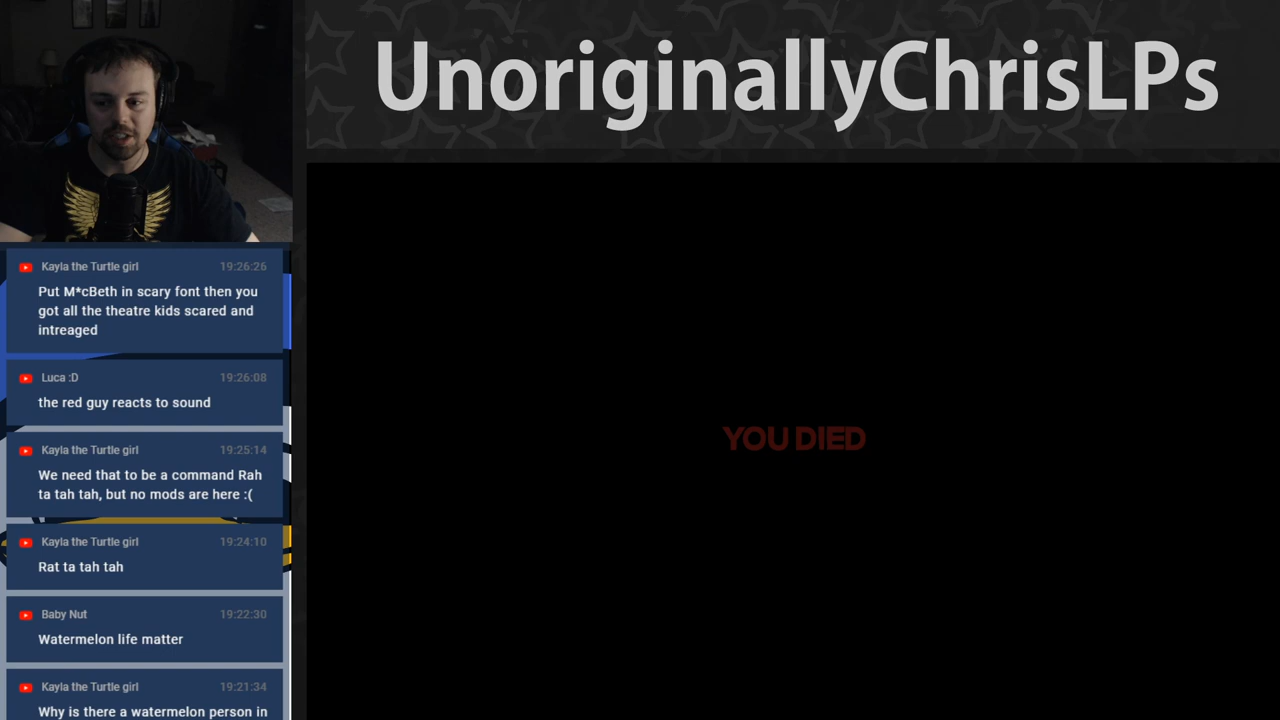 UnoriginallyChrisLPs
Kayla the Turtle girl 19:26:26
Put M*cBeth in scary font then you
got all the theatre kids scared and
intreaged
Luca :D 19:26:08
the red guy reacts to sound
Kayla the Turtle girl 19:25:14
We need that to be a command Rah
ta tah tah, but no mods are here :(
Kayla the Turtle girl 19:24:10
Rat ta tah tah
Baby Nut 19:22:30
Watermelon life matter
Kayla the Turtle girl 19:21:34
Why is there a watermelon person in
YOU DIED